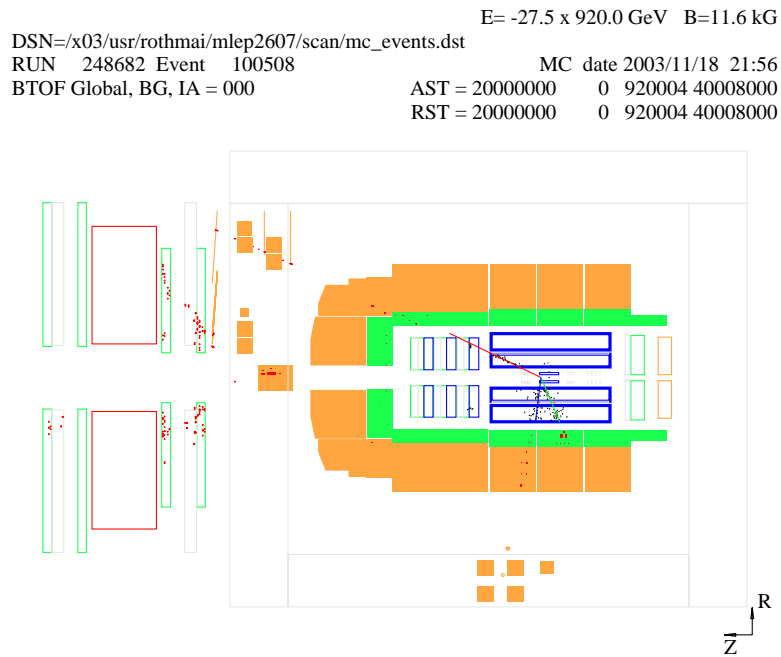 E= -27.5 x 920.0 GeV B=11.6 kG
DSN=/x03/usr/rothmai/mlep2607/scan/mc_events.dst
RUN 248682 Event 100508 MC date 2003/11/18 21:56
BTOF Global, BG, IA = 000 AST = 20000000 0 920004 40008000
RST = 20000000 0 920004 40008000
R
Z